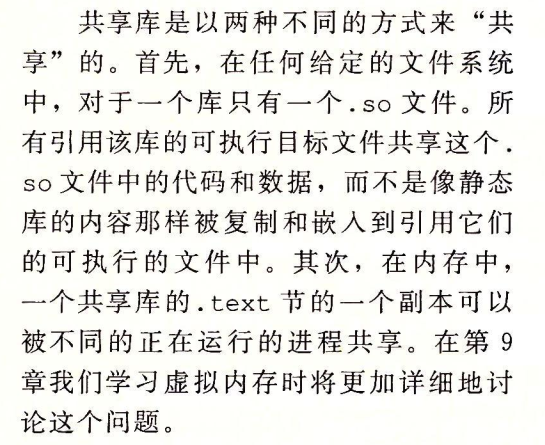 共享库是以两种不同的方式来“共
享”的。首先，在任何给定的文件系统
中，对于一个库只有一个.so 文件。所
有引用该库的可执行目标文件共享这个.
so 文件中的代码和数据，而不是像静态
库的内容那样被复制和嵌入到引用它们
的可执行的文件中。其次，在内存中，
一个共享库的.text 节的一个副本可以
被不同的正在运行的进程共享。在第 9
章我们学习虚拟内存时将更加详细地讨
论这个问题。